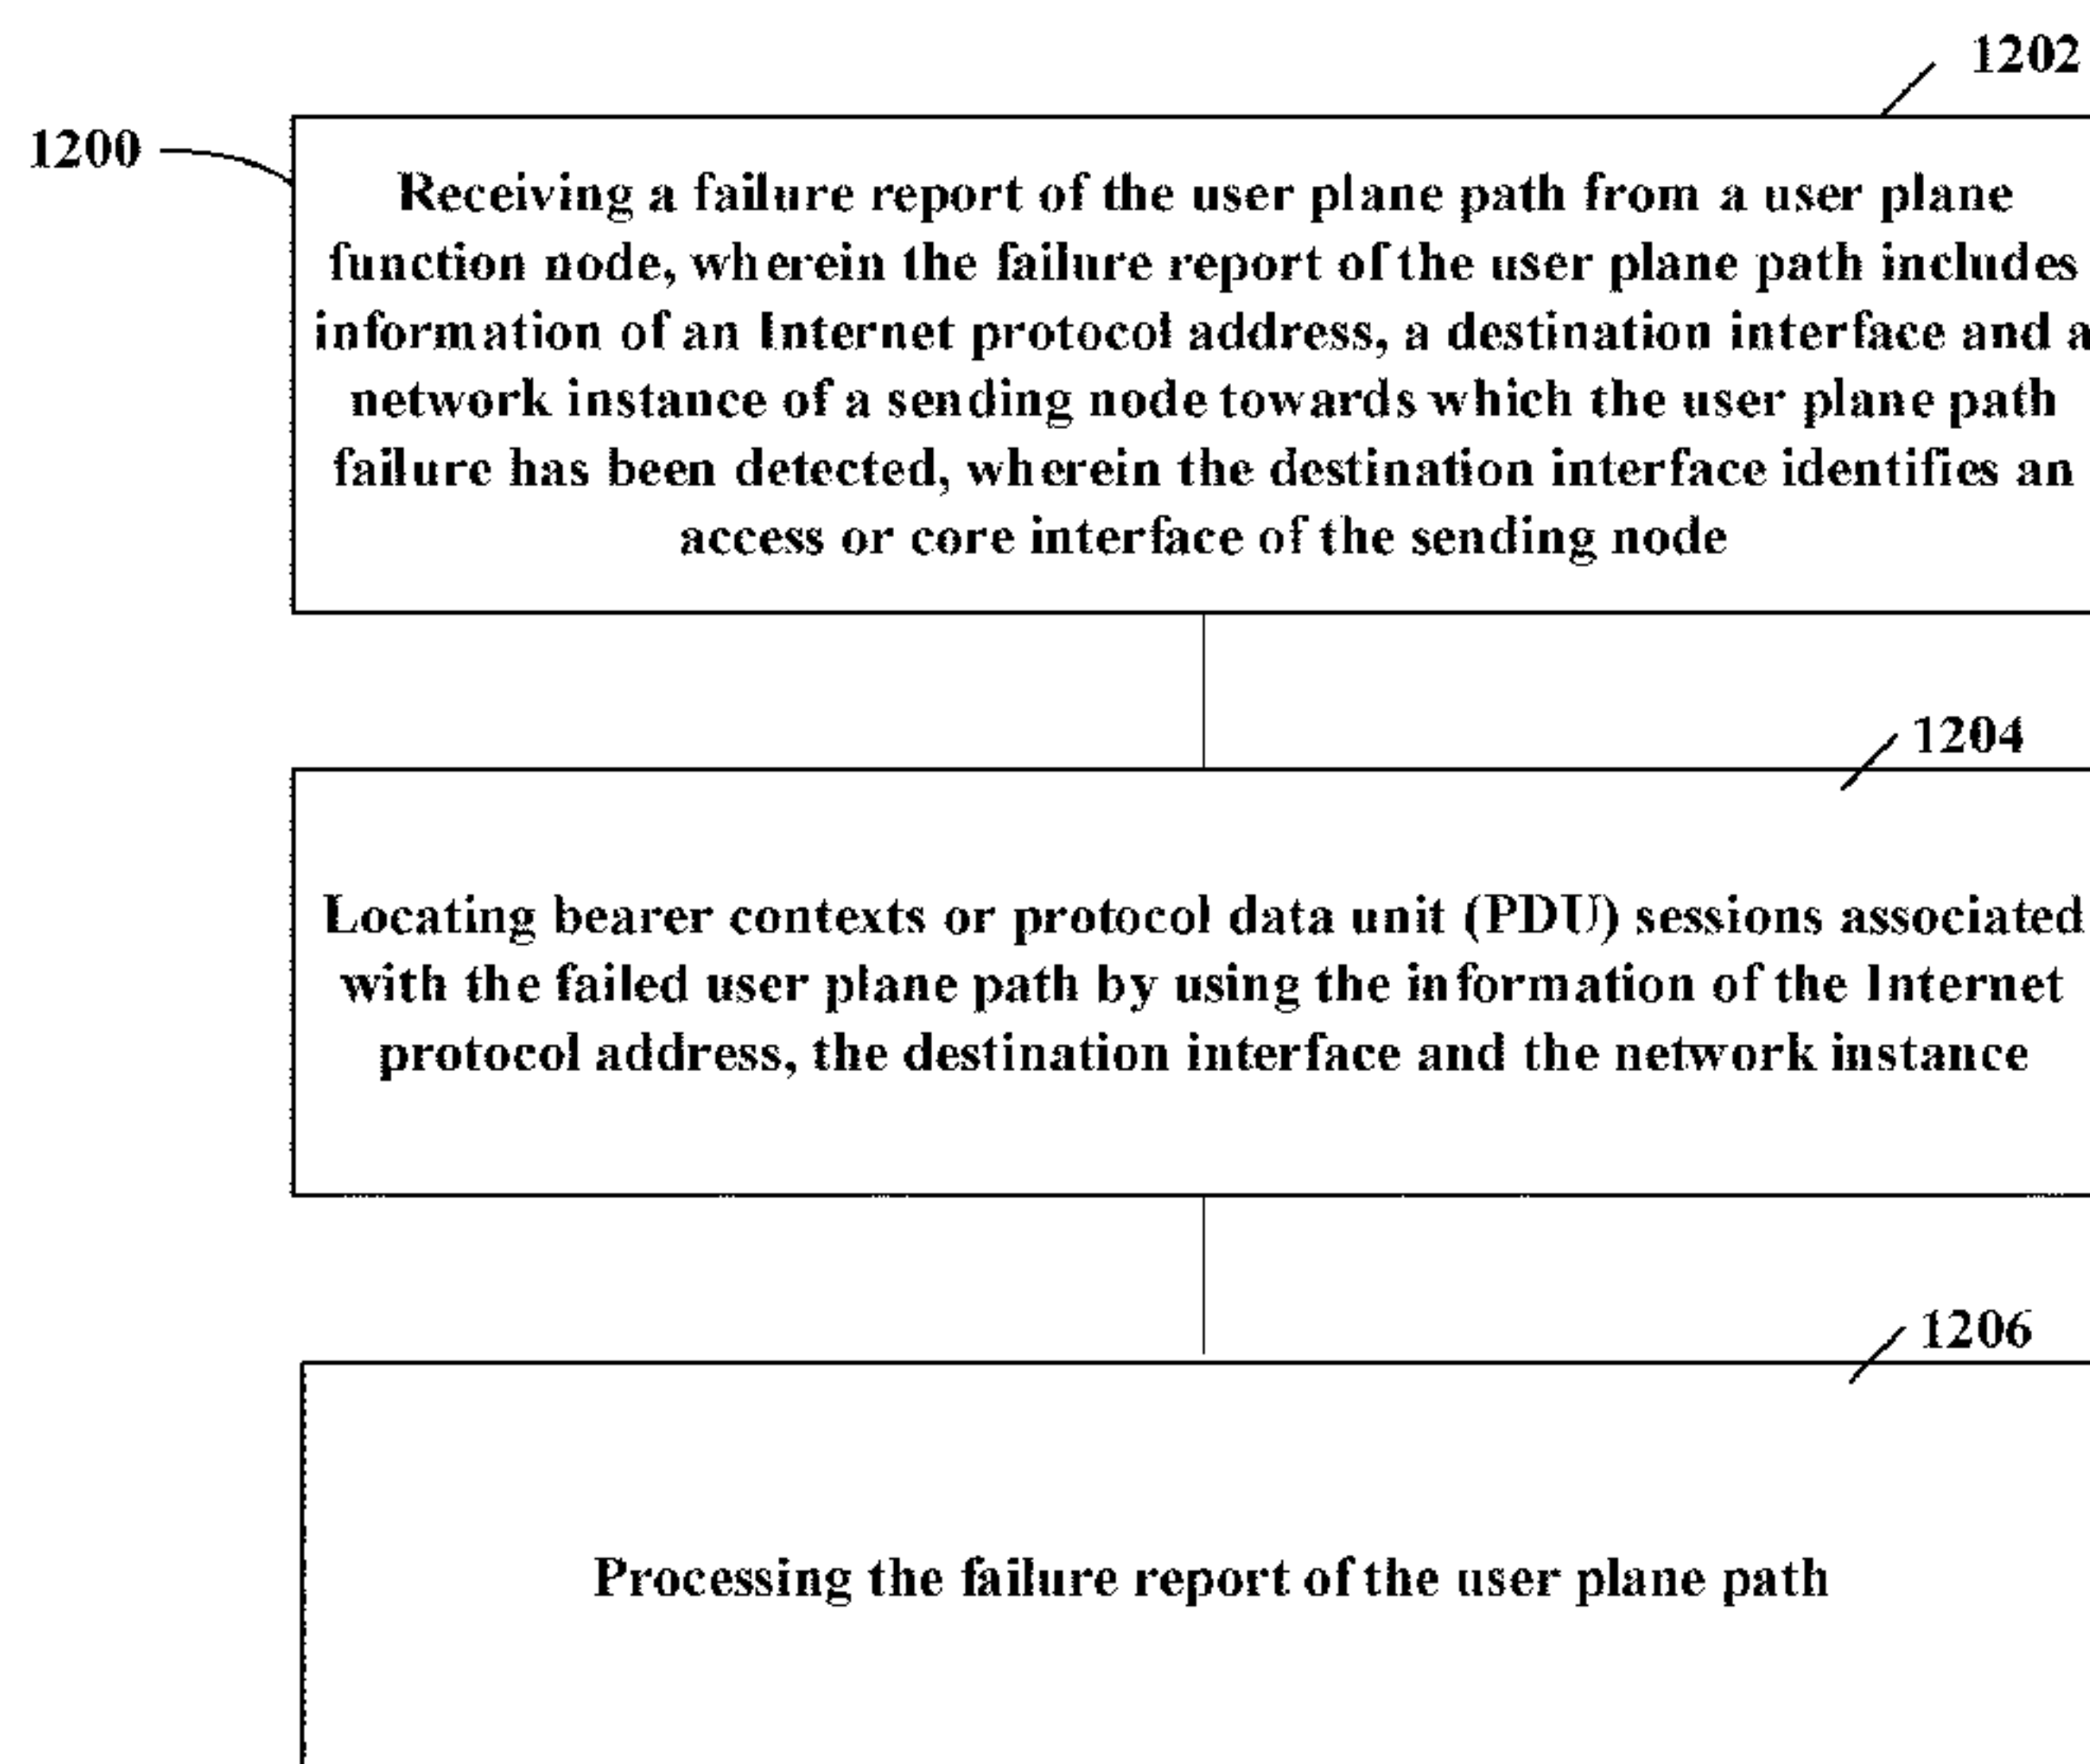 1202
1200
Receiving a failure report of the user plane path from a user plane
function node, wherein the failure report of the user plane path includes
information of an Internet protocol address, a destination interface and a
network instance of a sending node towards which the user plane path
failure has been detected, wherein the destination interface identifies an
access or core interface of the sending node
1204
Locating bearer contexts or protocol data unit (PDU) sessions associated
with the failed user plane path by using the information of the Internet
protocol address, the destination interface and the network instance
1206
Processing the failure report of the user plane path